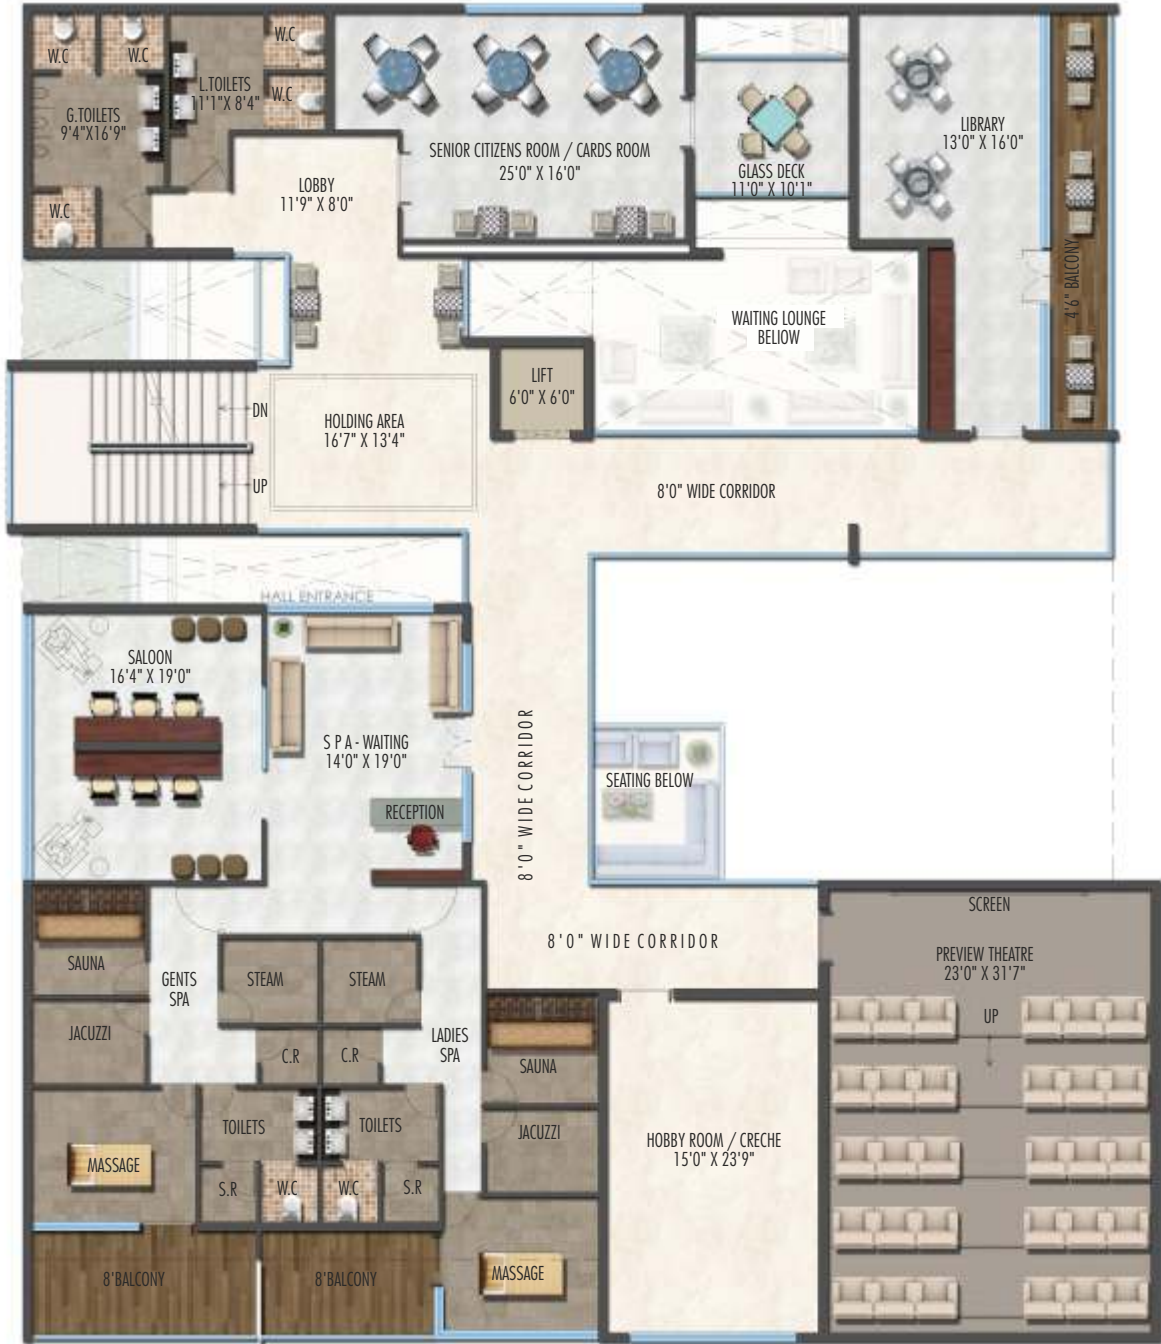 W.C
W.C
W.C
L.TOILETS
11'1"X 8'4"
W.C
G.TOILETS
9'4"X16'9"
W.C
LOBBY
11'9" X 8'0"
SENIOR CITIZENS ROOM / CARDS ROOM
25'0" X 16'0"
GLASS DECK
11'0" X 10'1"
LIBRARY
13'0" X 16'0"
4'6" BALCONY
WAITING LOUNGE
BELIOW
LIFT
6'0" X 6'0"
DN
HOLDING AREA
16'7" X 13'4"
UP
8'0" WIDE CORRIDOR
HALL ENTRANCE
SALOON
16'4" X 19'0"
S P A - WAITING
14'0" X 19'0"
RECEPTION
8'0" WIDE CORRIDOR
SEATING BELOW
8'0" WIDE CORRIDOR
SCREEN
PREVIEW THEATRE
23'0" X 31'7"
UP
SAUNA
GENTS
SPA
STEAM
STEAM
JACUZZI
C.R
C.R
LADIES
SPA
SAUNA
JACUZZI
TOILETS
TOILETS
MASSAGE
S.R
W.C
W.C
S.R
HOBBY ROOM / CRECHE
15'0" X 23'9"
8'BALCONY
8'BALCONY
MASSAGE